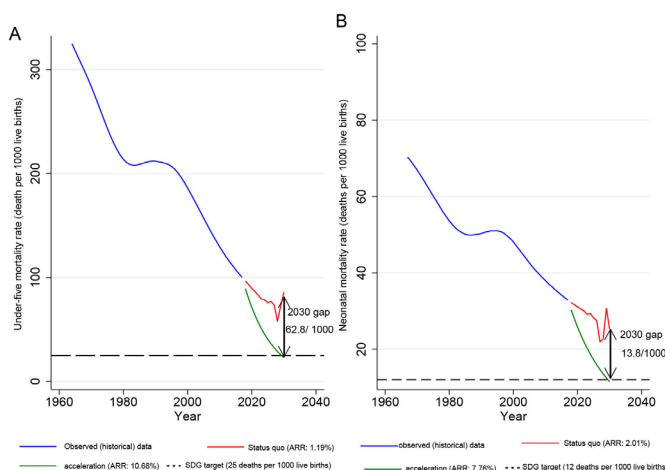 A
Under-five mortality rate (death per 1000 live births)
300
200
100
0
2030 gap
62.8/ 1000
1960
1980
2000
2020
2040
Year
Observed (historical) data
Status quo (ARR: 1.19%)
acceleration (ARR: 10.68%)
SDG target (25 deaths per 1000 live births)
B
Neonatal mortality rate (deaths per 1000 live births)
100
80
60
40
20
2030 gap
13.8/1000
1960
1980
2000
2020
2040
Year
observed (historical) data
Status quo (ARR: 2.01%)
acceleration (ARR: 7.76%)
SDG target (12 deaths per 1000 live births)